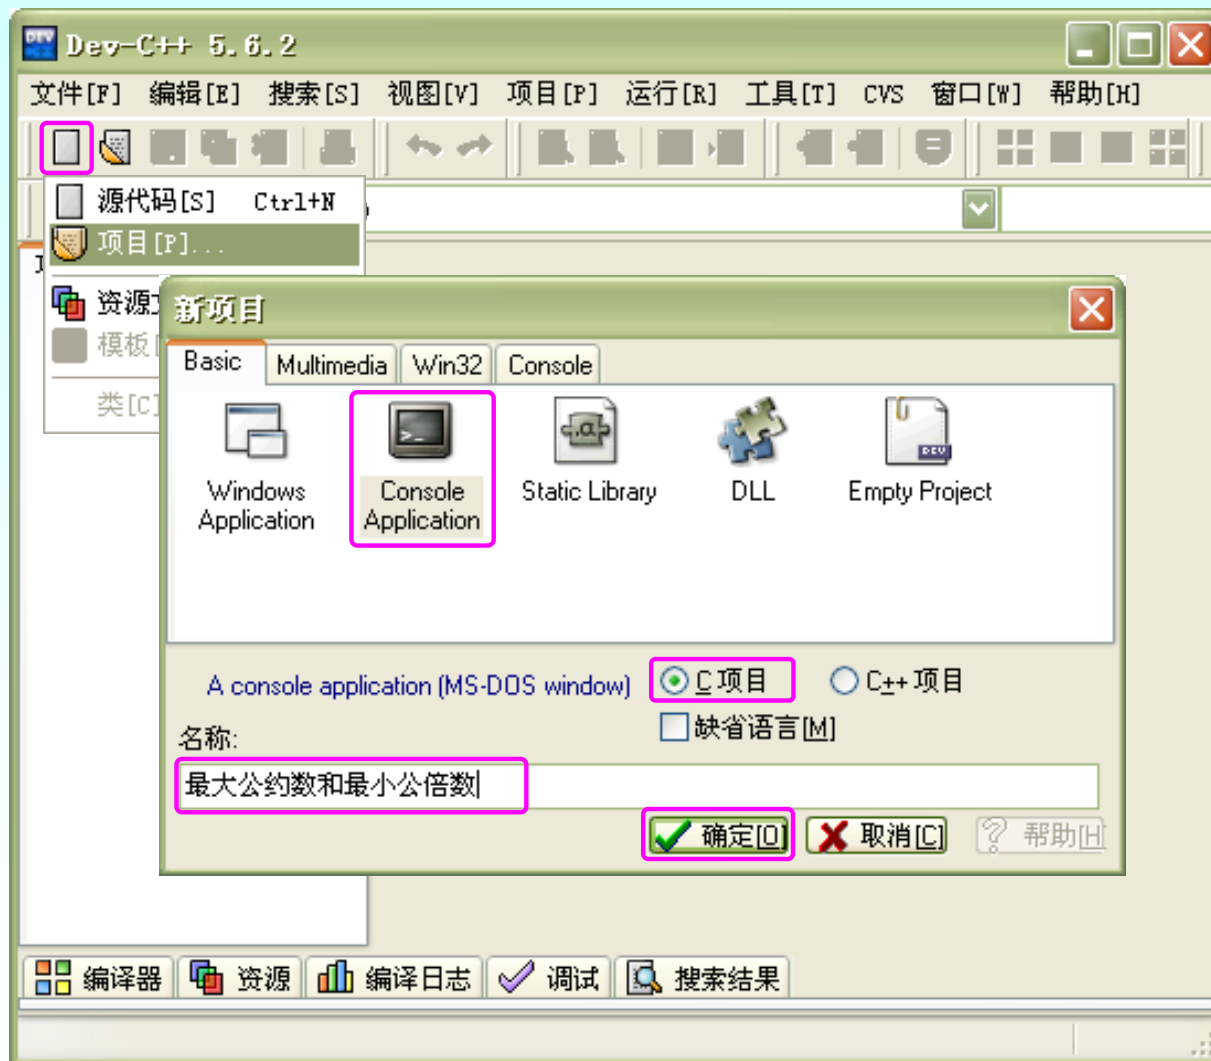 Dev-C++ 5.6.2
文件[F] 编辑[E] 搜索[S] 视图[V] 项目[P] 运行[R] 工具[T] CVS 窗口[W] 帮助[H]
源代码[S] Ctrl+N
项目[P]...
资源
模板[
类[C]
新项目
Basic Multimedia Win32 Console
Windows Application
Console Application
Static Library
DLL
Empty Project
A console application (MS-DOS window)
C 项目 C++ 项目
缺省语言[M]
名称:
最大公约数和最小公倍数
确定[O] 取消[C] 帮助[H]
编译器 资源 编译日志 调试 搜索结果